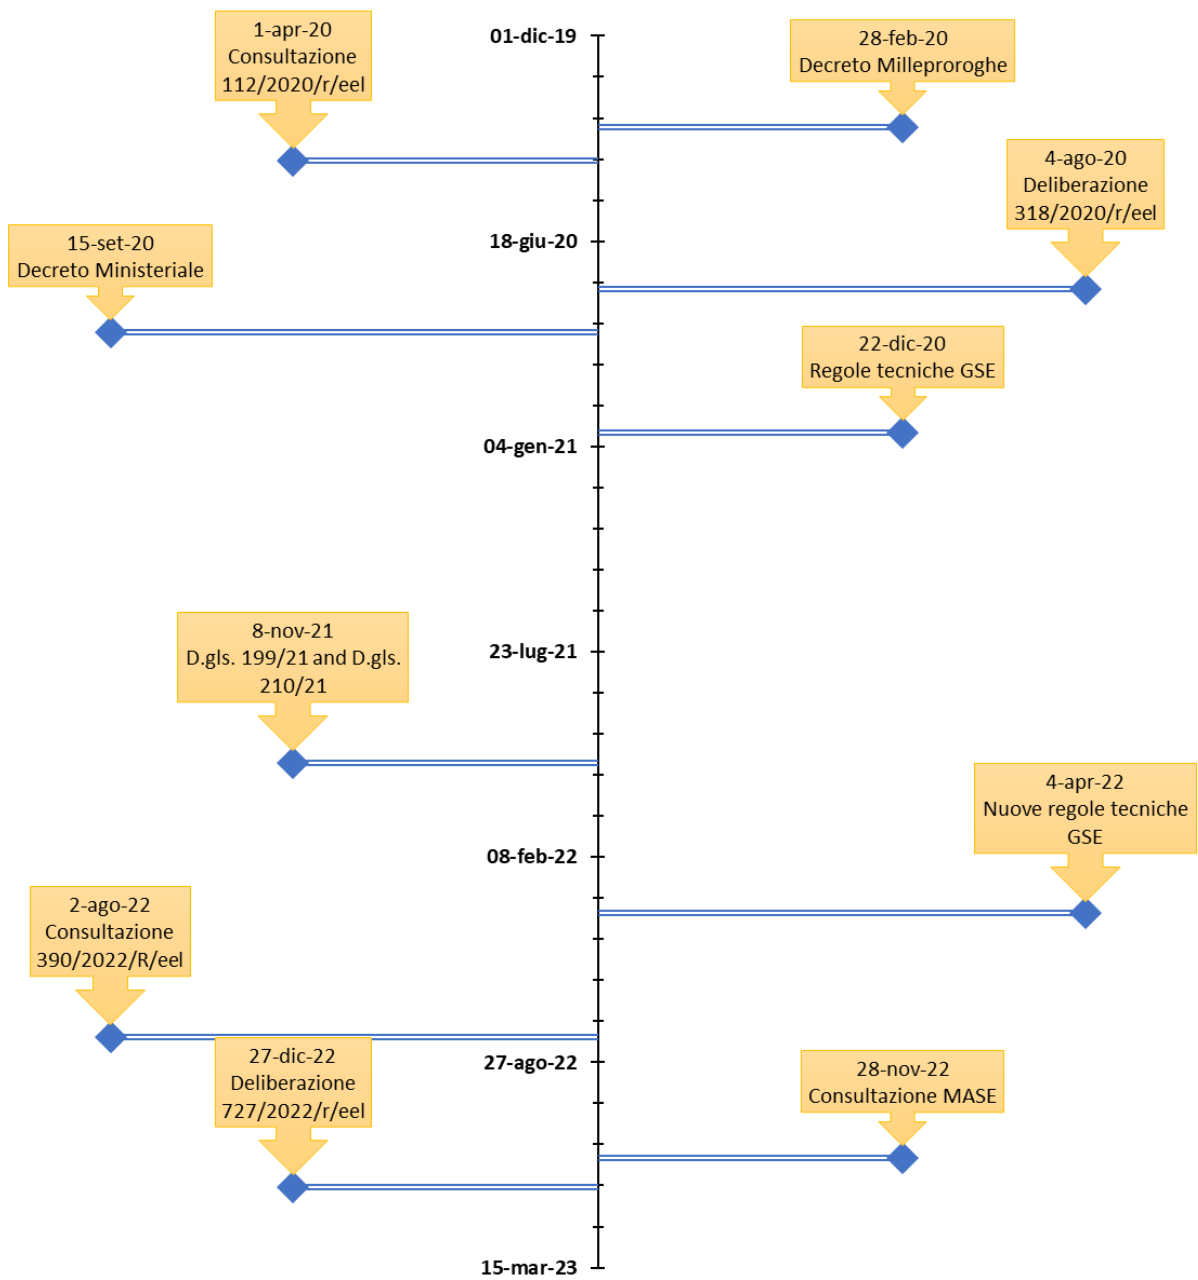 01-dic-19
28-feb-20
Decreto Milleproroghe
1-apr-20
Consultazione
112/2020/r/eel
4-ago-20
Deliberazione
318/2020/r/eel
18-giu-20
15-set-20
Decreto Ministeriale
22-dic-20
Regole tecniche GSE
04-gen-21
23-lug-21
8-nov-21
D.gls. 199/21 and D.gls.
210/21
4-apr-22
Nuove regole tecniche
GSE
08-feb-22
2-ago-22
Consultazione
390/2022/R/eel
27-ago-22
27-dic-22
Deliberazione
727/2022/r/eel
28-nov-22
Consultazione MASE
15-mar-23